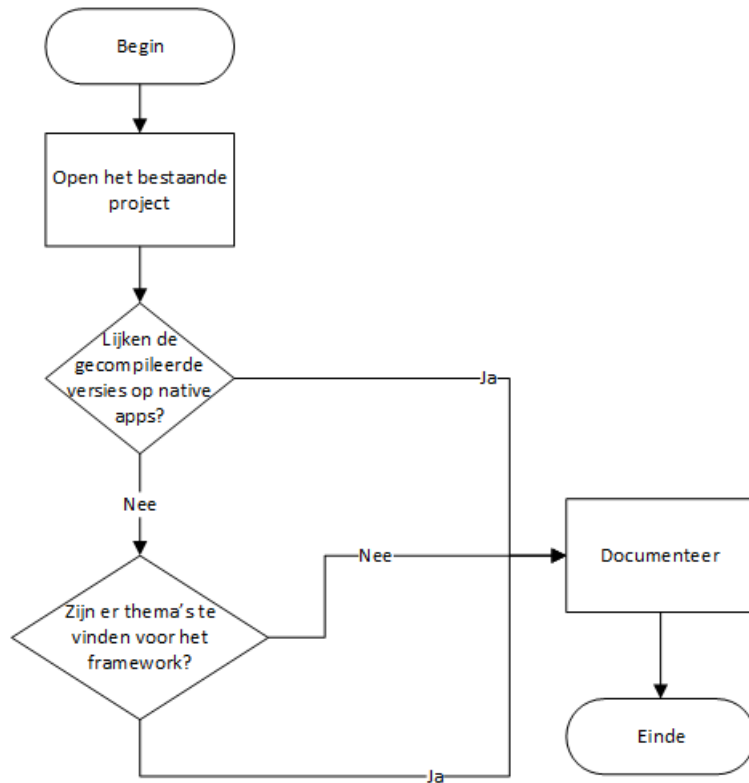 Begin
Open het bestaande
project
Lijken de
gecompileerde
versies op native
apps?
Ja
Nee
Nee
Documenteer
Zijn er thema's te
vinden voor het
framework?
Einde
Ja